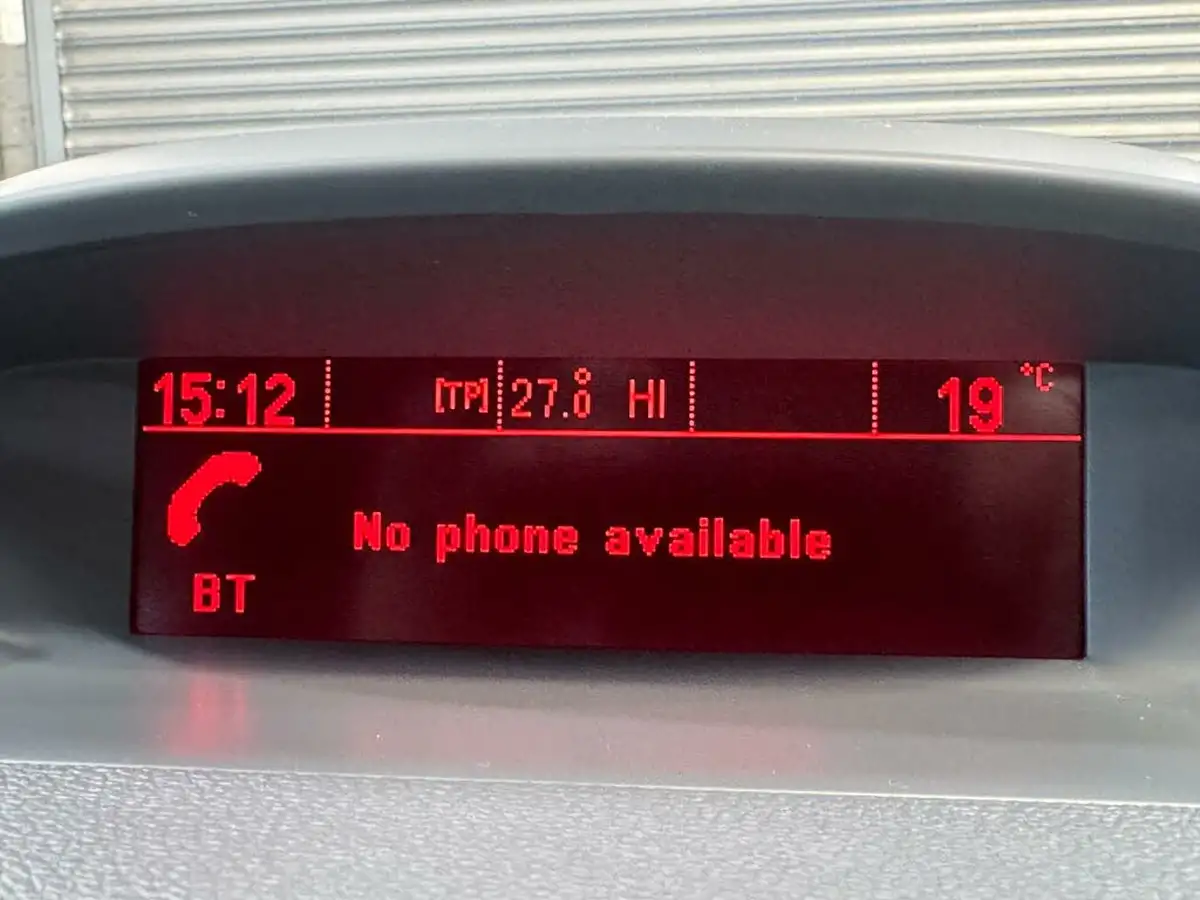 15:12 [TP] 27.0° HI 19 °C
No phone available
BT